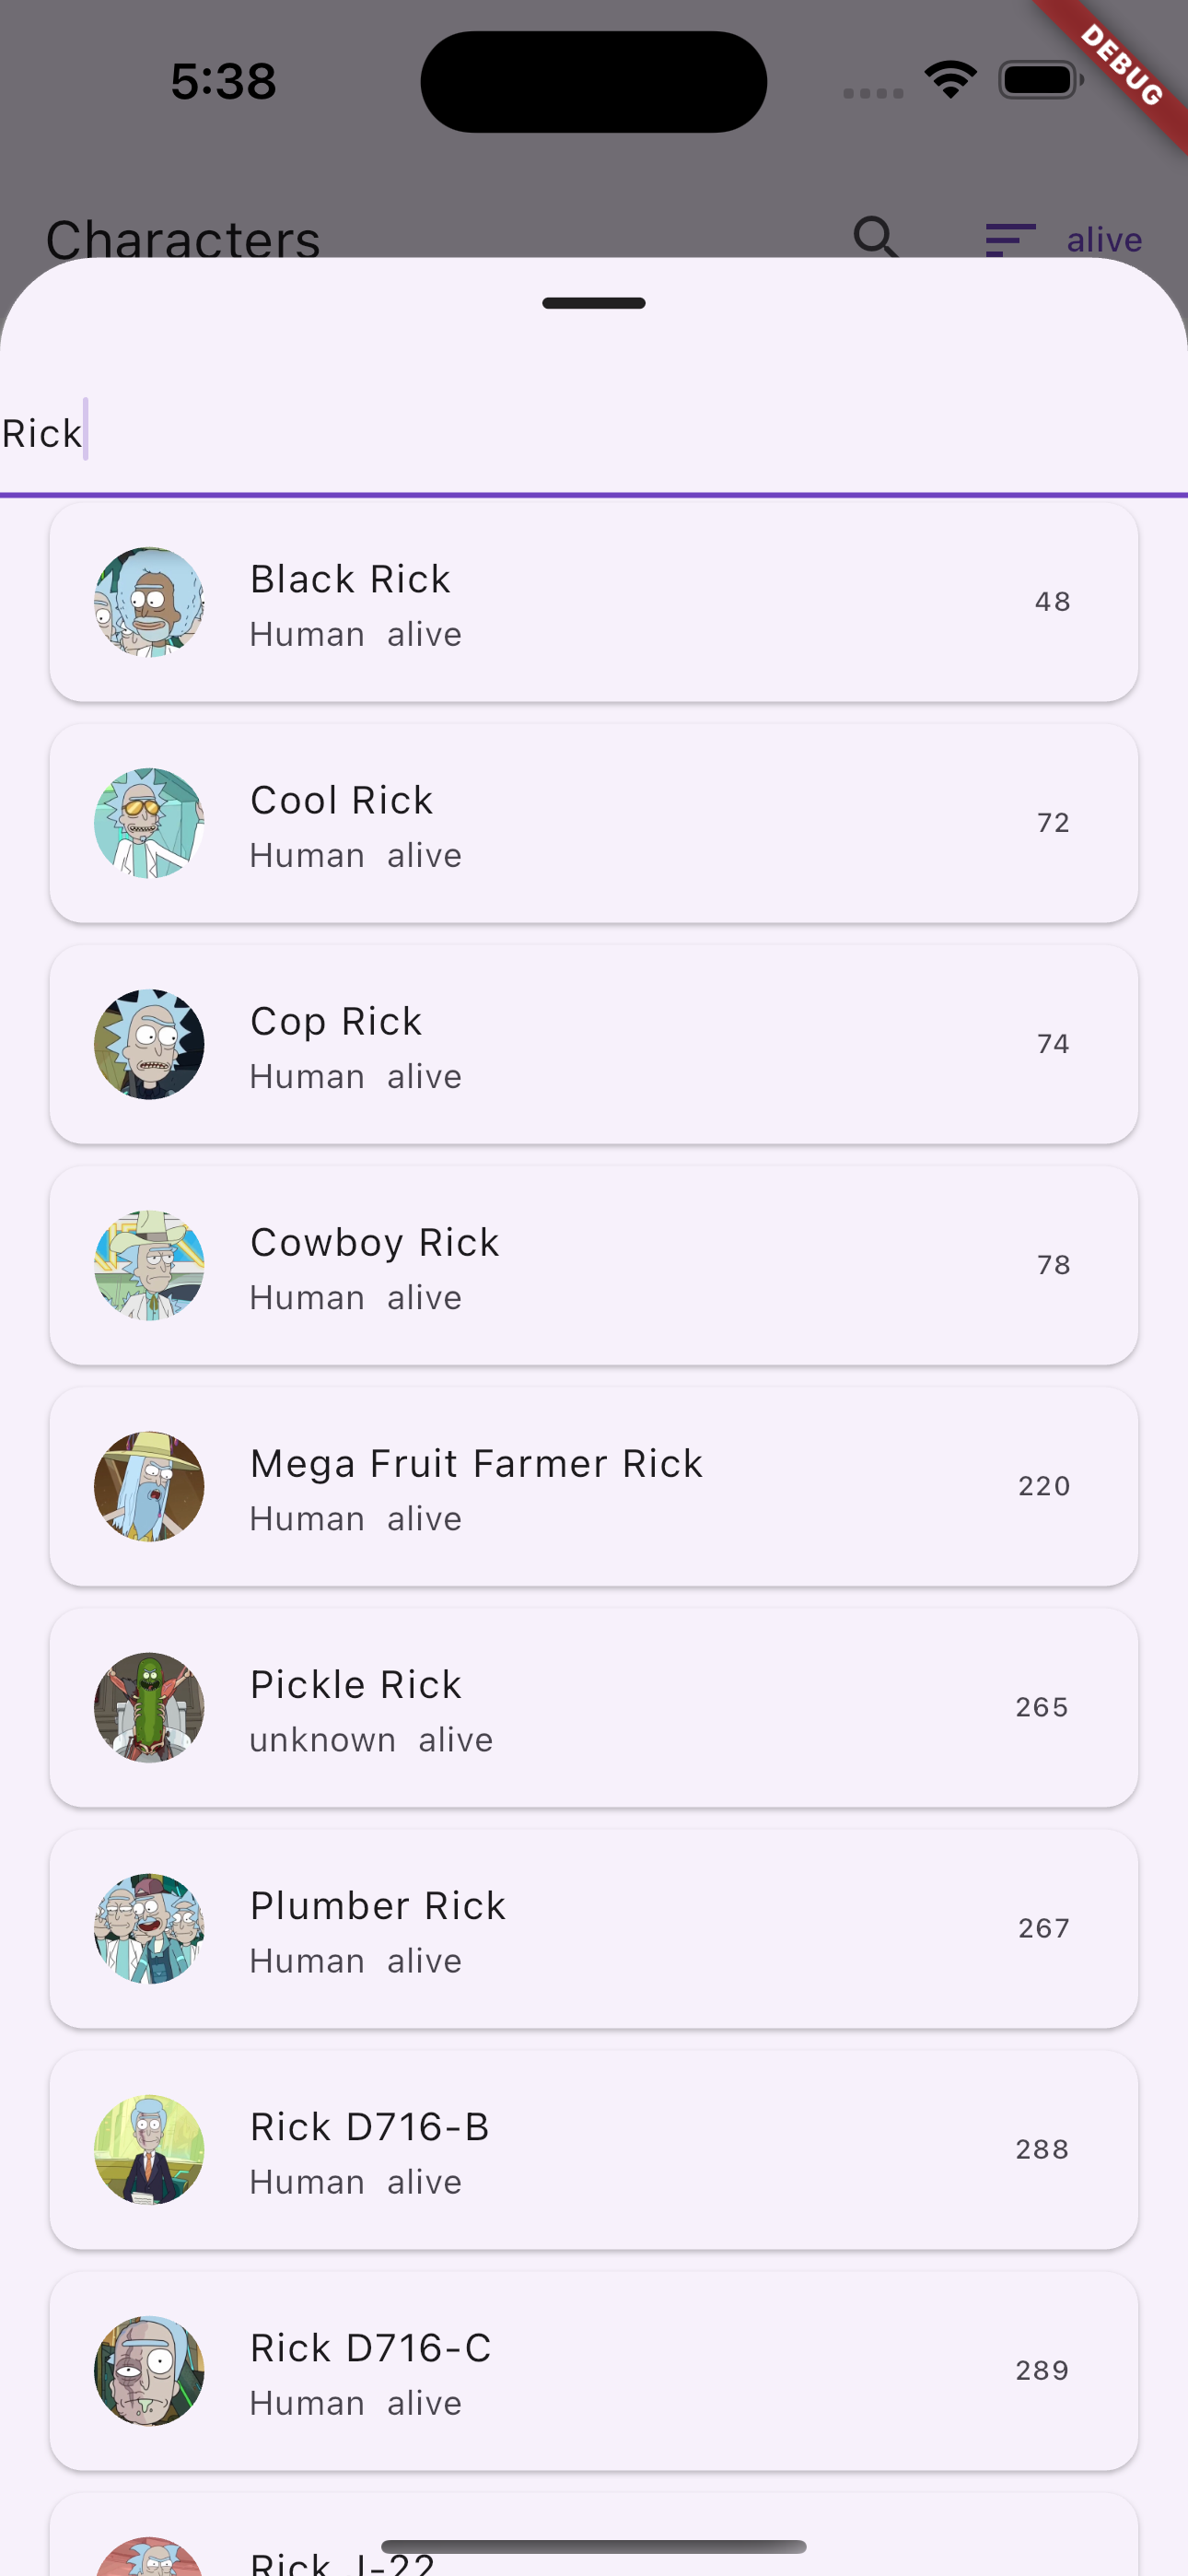 5:38
DEBUG
Characters
alive
Rick
Black Rick
Human alive
48
Cool Rick
Human alive
72
Cop Rick
Human alive
74
Cowboy Rick
Human alive
78
Mega Fruit Farmer Rick
Human alive
220
Pickle Rick
unknown alive
265
Plumber Rick
Human alive
267
Rick D716-B
Human alive
288
Rick D716-C
Human alive
289
Rick J-22